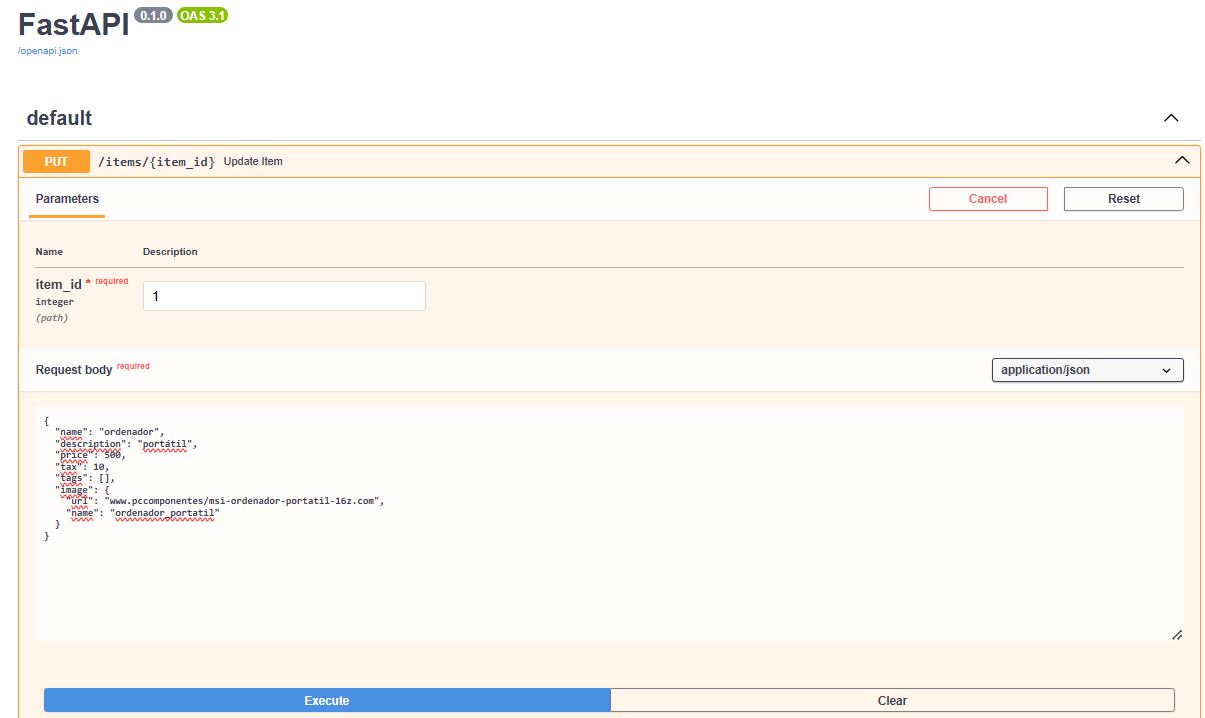 FastAPI 0.1.0 OAS 3.1
/openapi.json
default
PUT /items/{item_id} Update Item
Parameters Cancel Reset
Name Description
item_id * required 1
integer
(path)
Request body required application/json
{
"name": "ordenador",
"description": "portátil",
"price": 500,
"tax": 10,
"tags": [],
"image": {
"url": "www.pccomponentes/msi-ordenador-portatil-16z.com",
"name": "ordenador_portatil"
}
}
Execute Clear